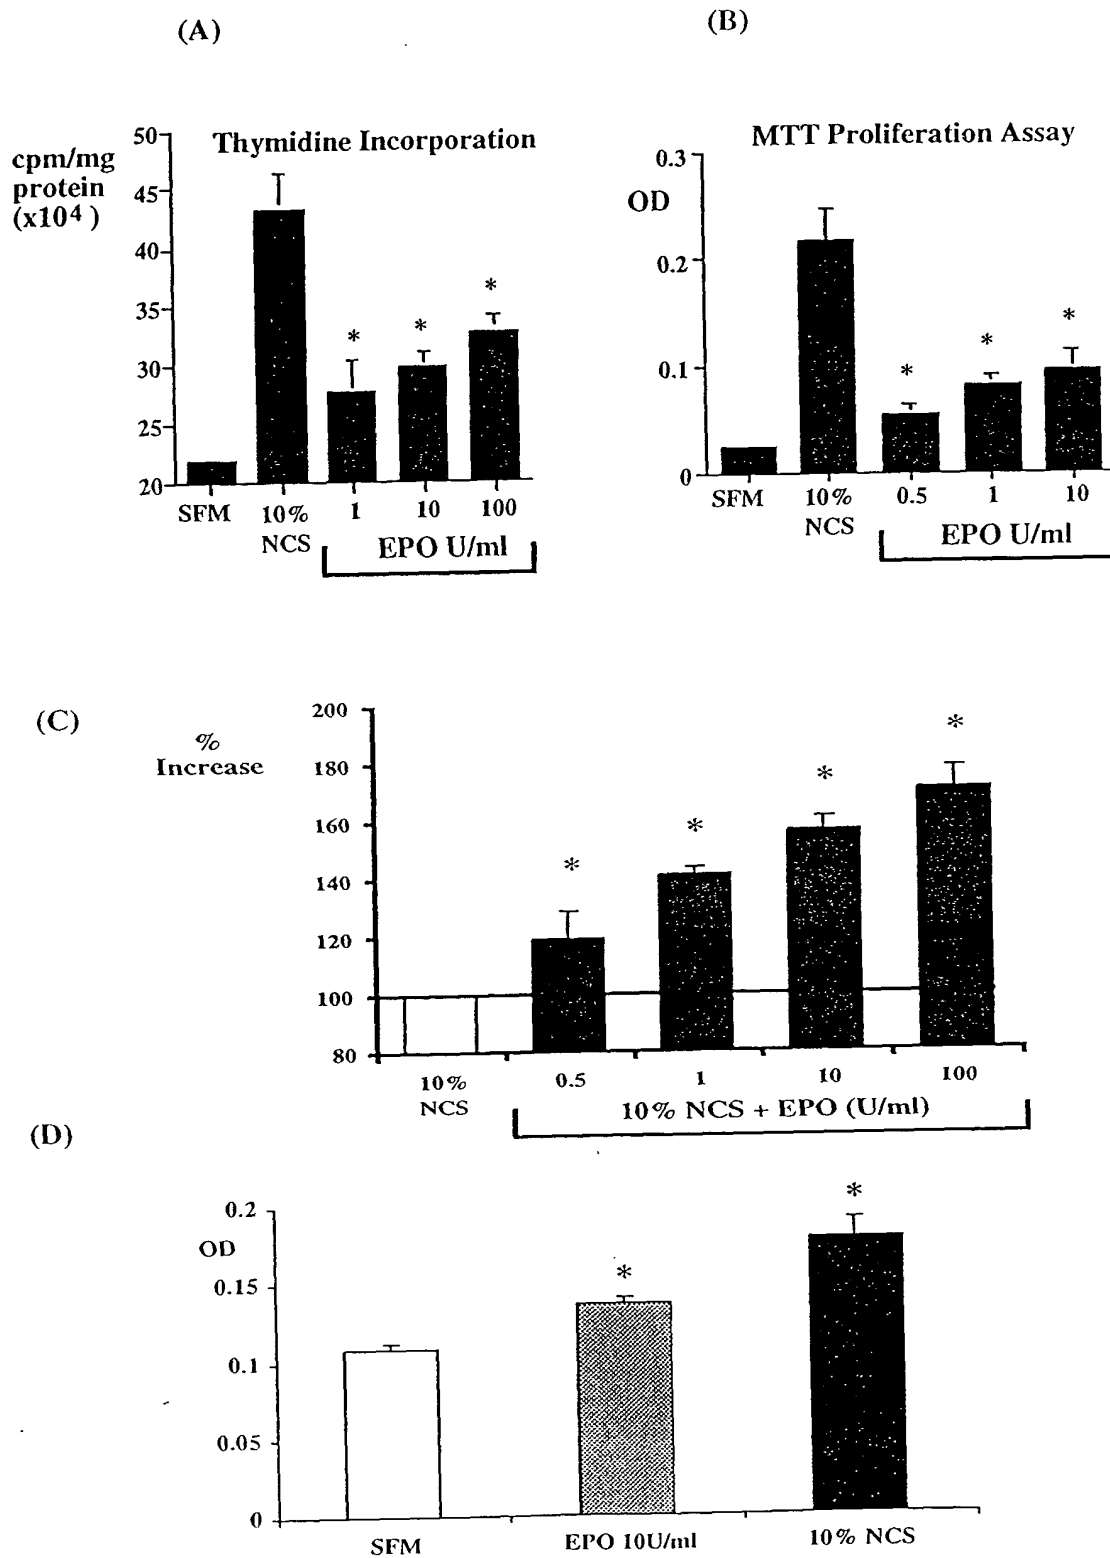 (A)
(B)
Thymidine Incorporation
cpm/mg
protein
(x10⁴)
50
45
40
35
30
25
20
*
*
*
SFM
10%
NCS
1
10
100
EPO U/ml
MTT Proliferation Assay
OD
0.3
0.2
0.1
0
*
*
*
SFM
10%
NCS
0.5
1
10
EPO U/ml
(C)
%
Increase
200
180
160
140
120
100
80
*
*
*
*
10%
NCS
0.5
1
10
100
10% NCS + EPO (U/ml)
(D)
OD
0.2
0.15
0.1
0.05
0
*
*
SFM
EPO 10U/ml
10% NCS